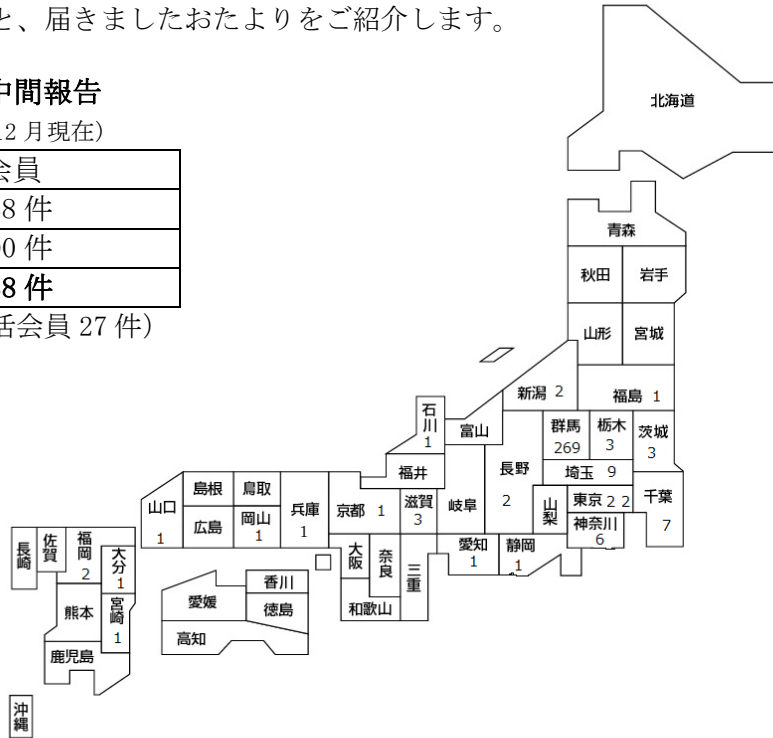 と、届きましたおたよりをご紹介します。
中間報告
12月現在)
会員
8 件
0 件
8 件
括会員 27 件)
北海道
青森
秋田
岩手
山形
宮城
新潟 2
福島 1
石川
1
富山
群馬
269
栃木
3
茨城
3
福井
長野
2
埼玉 9
山梨
東京 2 2
千葉
7
神奈川
6
山口
1
島根
鳥取
広島
岡山
1
兵庫
1
京都 1
滋賀
3
岐阜
愛知
1
静岡
1
大阪
奈良
三重
和歌山
長崎
佐賀
福岡
2
大分
1
熊本
宮崎
1
鹿児島
愛媛
香川
徳島
高知
沖縄